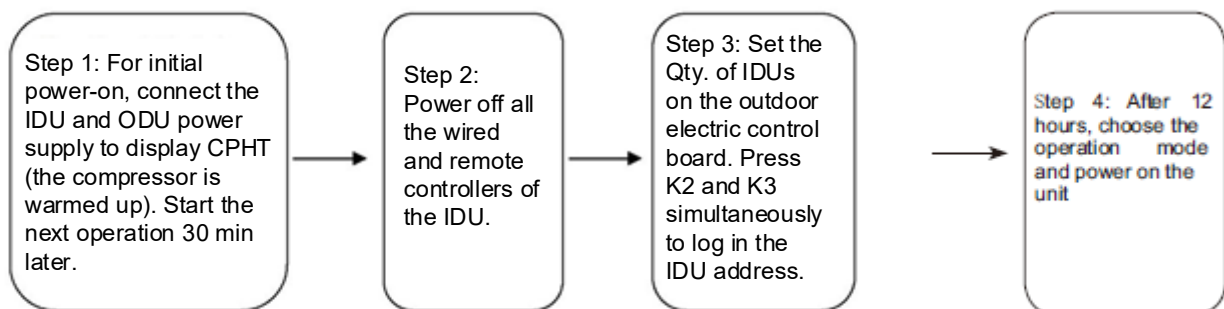 Step 1: For initial
power-on, connect the
IDU and ODU power
supply to display CPHT
(the compressor is
warmed up). Start the
next operation 30 min
later.
Step 2:
Power off all
the wired
and remote
controllers of
the IDU.
Step 3: Set the
Qty. of IDUs
on the outdoor
electric control
board. Press
K2 and K3
simultaneously
to log in the
IDU address.
Step 4: After 12
hours, choose the
operation mode
and power on the
unit